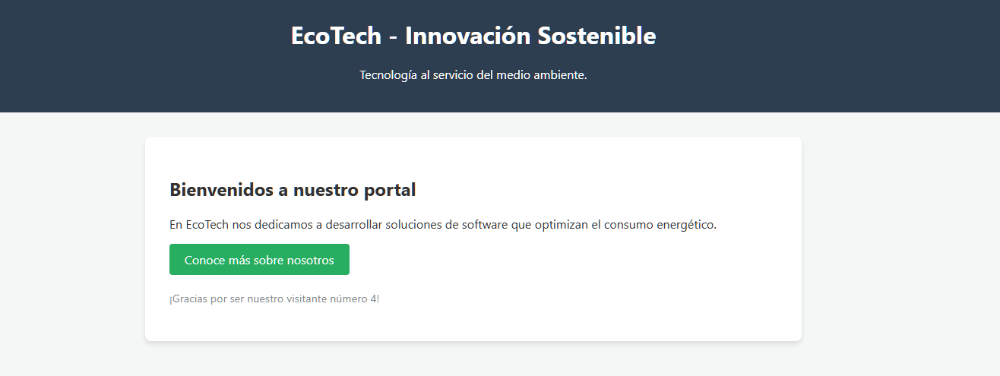 EcoTech - Innovación Sostenible
Tecnología al servicio del medio ambiente.
Bienvenidos a nuestro portal
En EcoTech nos dedicamos a desarrollar soluciones de software que optimizan el consumo energético.
Conoce más sobre nosotros
¡Gracias por ser nuestro visitante número 4!